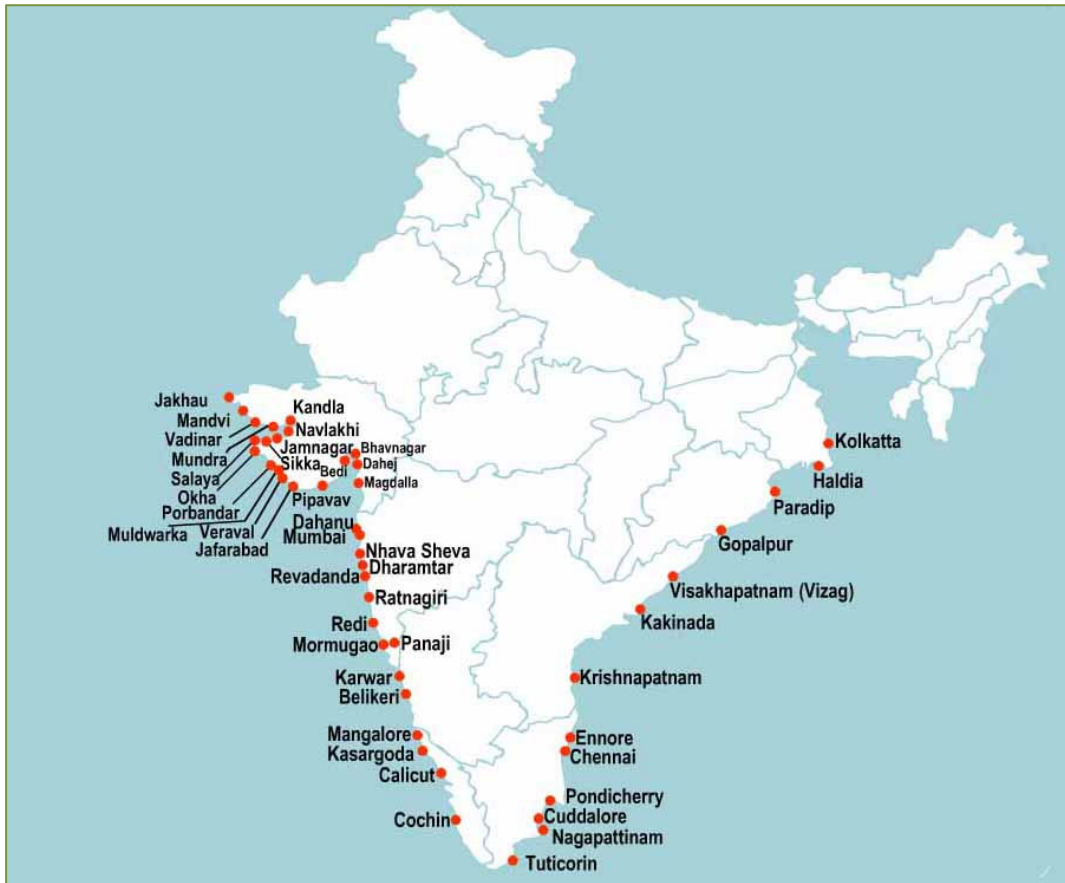 Jakhau
Mandvi
Vadinar
Mundra
Salaya
Okha
Porbandar
Muldwarka
Veraval
Jafarabad
Kandla
Navlakhi
Jamnagar
Sikka
Bedi
Bhavnagar
Dahej
Magdalla
Pipavav
Dahanu
Mumbai
Nhava Sheva
Dharamtar
Revadanda
Ratnagiri
Redi
Mormugao
Panaji
Karwar
Belikeri
Mangalore
Kasargoda
Calicut
Cochin
Kolkatta
Haldia
Paradip
Gopalpur
Visakhapatnam (Vizag)
Kakinada
Krishnapatnam
Ennore
Chennai
Pondicherry
Cuddalore
Nagapattinam
Tuticorin